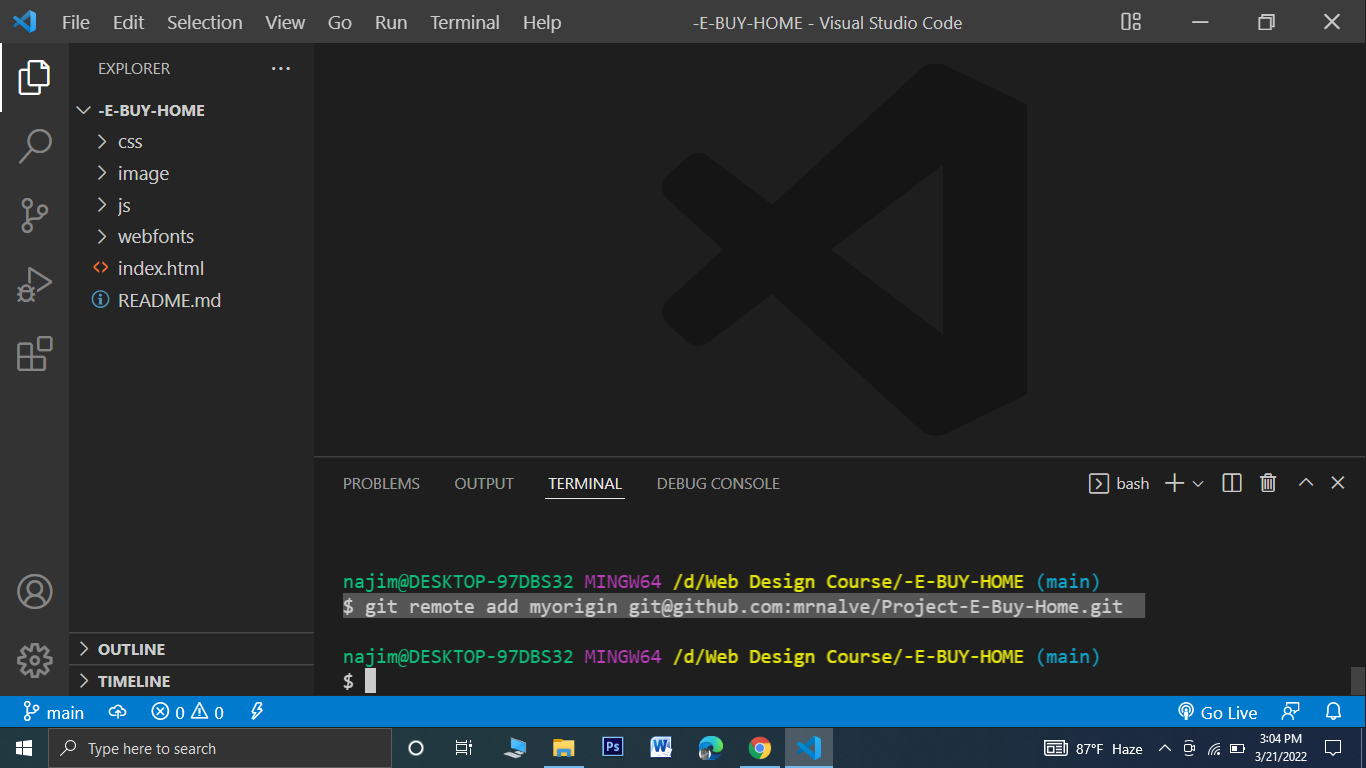 File Edit Selection View Go Run Terminal Help -E-BUY-HOME - Visual Studio Code
EXPLORER ···
-E-BUY-HOME
css
image
js
webfonts
index.html
README.md
OUTLINE
TIMELINE
PROBLEMS OUTPUT TERMINAL DEBUG CONSOLE bash
najim@DESKTOP-97DBS32 MINGW64 /d/Web Design Course/-E-BUY-HOME (main)
$ git remote add myorigin git@github.com:mrnalve/Project-E-Buy-Home.git
najim@DESKTOP-97DBS32 MINGW64 /d/Web Design Course/-E-BUY-HOME (main)
$
main 0 0 Go Live
Type here to search Ps W 87°F Haze 3:04 PM
3/21/2022